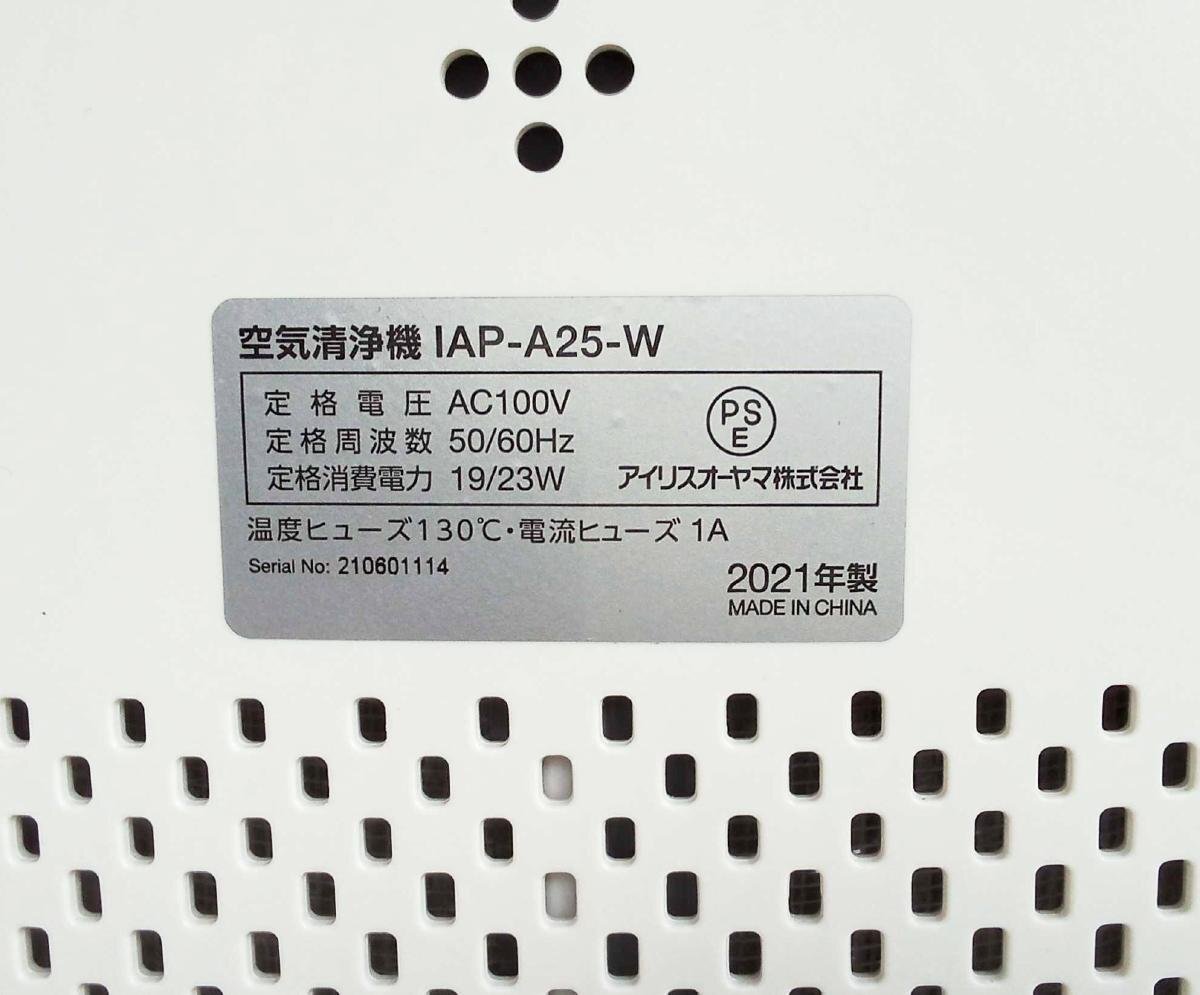 空気清浄機 IAP-A25-W
定格電圧 AC100V
定格周波数 50/60Hz
定格消費電力 19/23W
PS
E
アイリスオーヤマ株式会社
温度ヒューズ130℃・電流ヒューズ 1A
Serial No: 210601114
2021年製
MADE IN CHINA